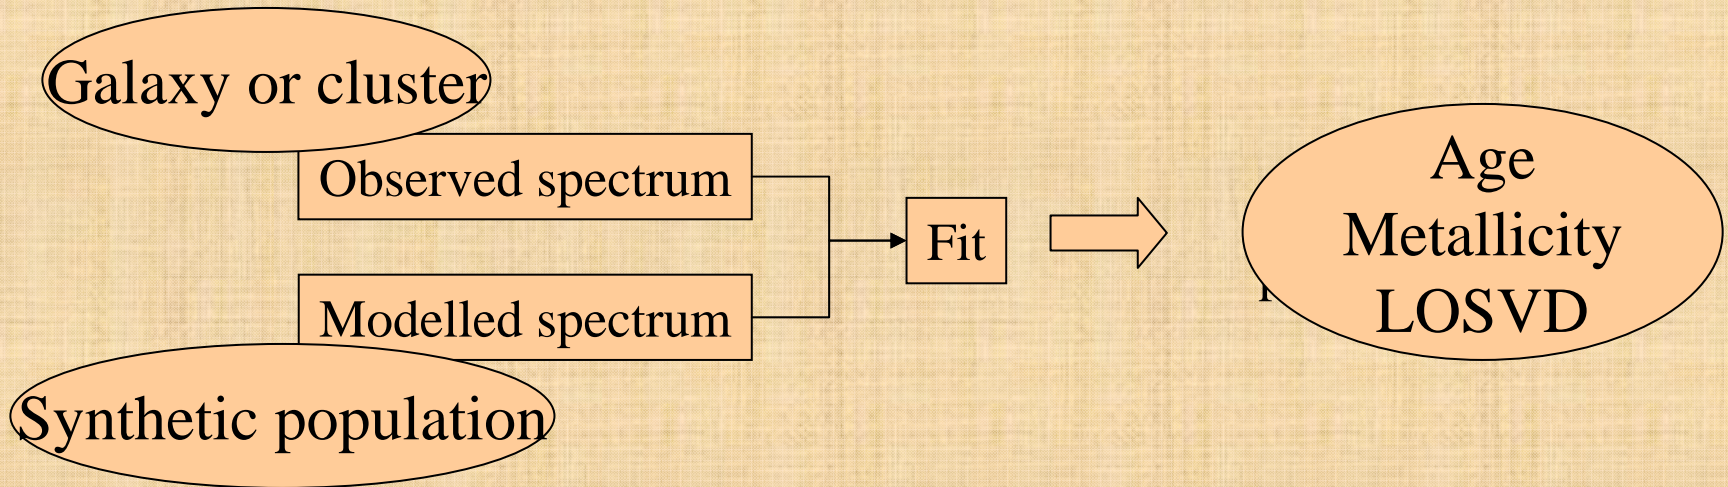 Galaxy or cluster
Observed spectrum
Modelled spectrum
Synthetic population
Fit
Age
Metallicity
LOSVD